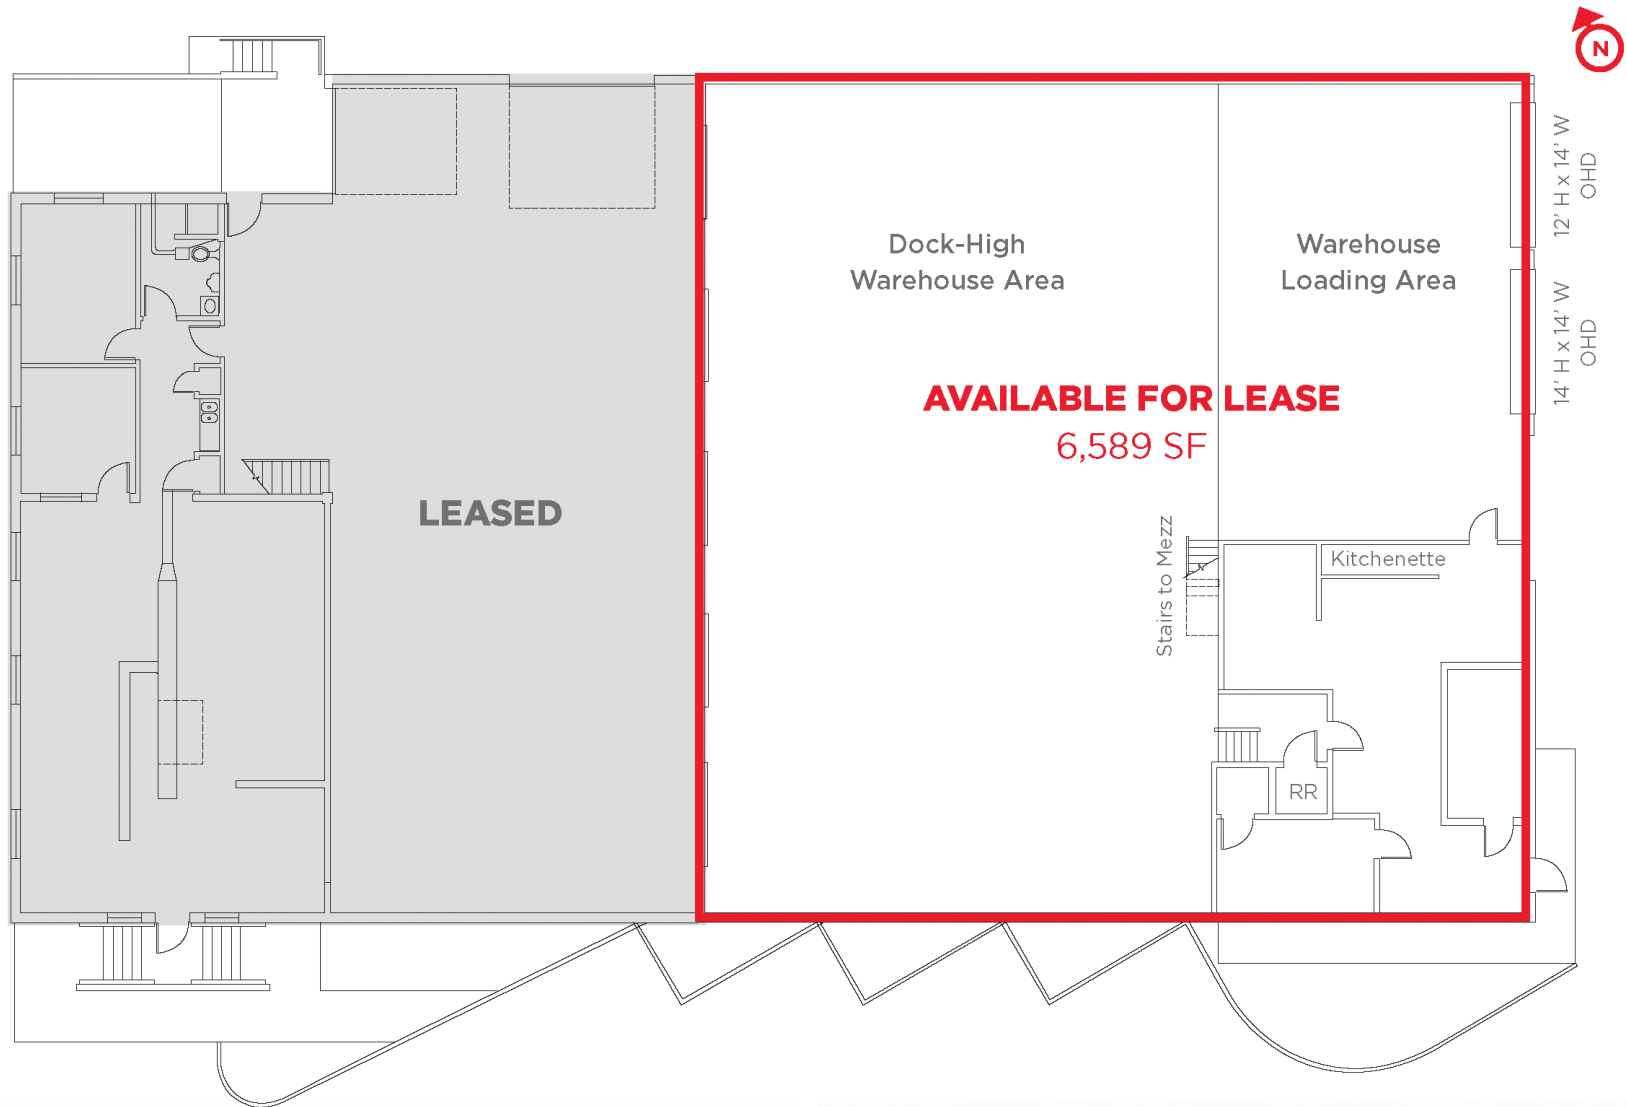 N
12' H x 14' W
OHD
Dock-High
Warehouse Area
Warehouse
Loading Area
14' H x 14' W
OHD
AVAILABLE FOR LEASE
6,589 SF
LEASED
Stairs to Mezz
Kitchenette
RR